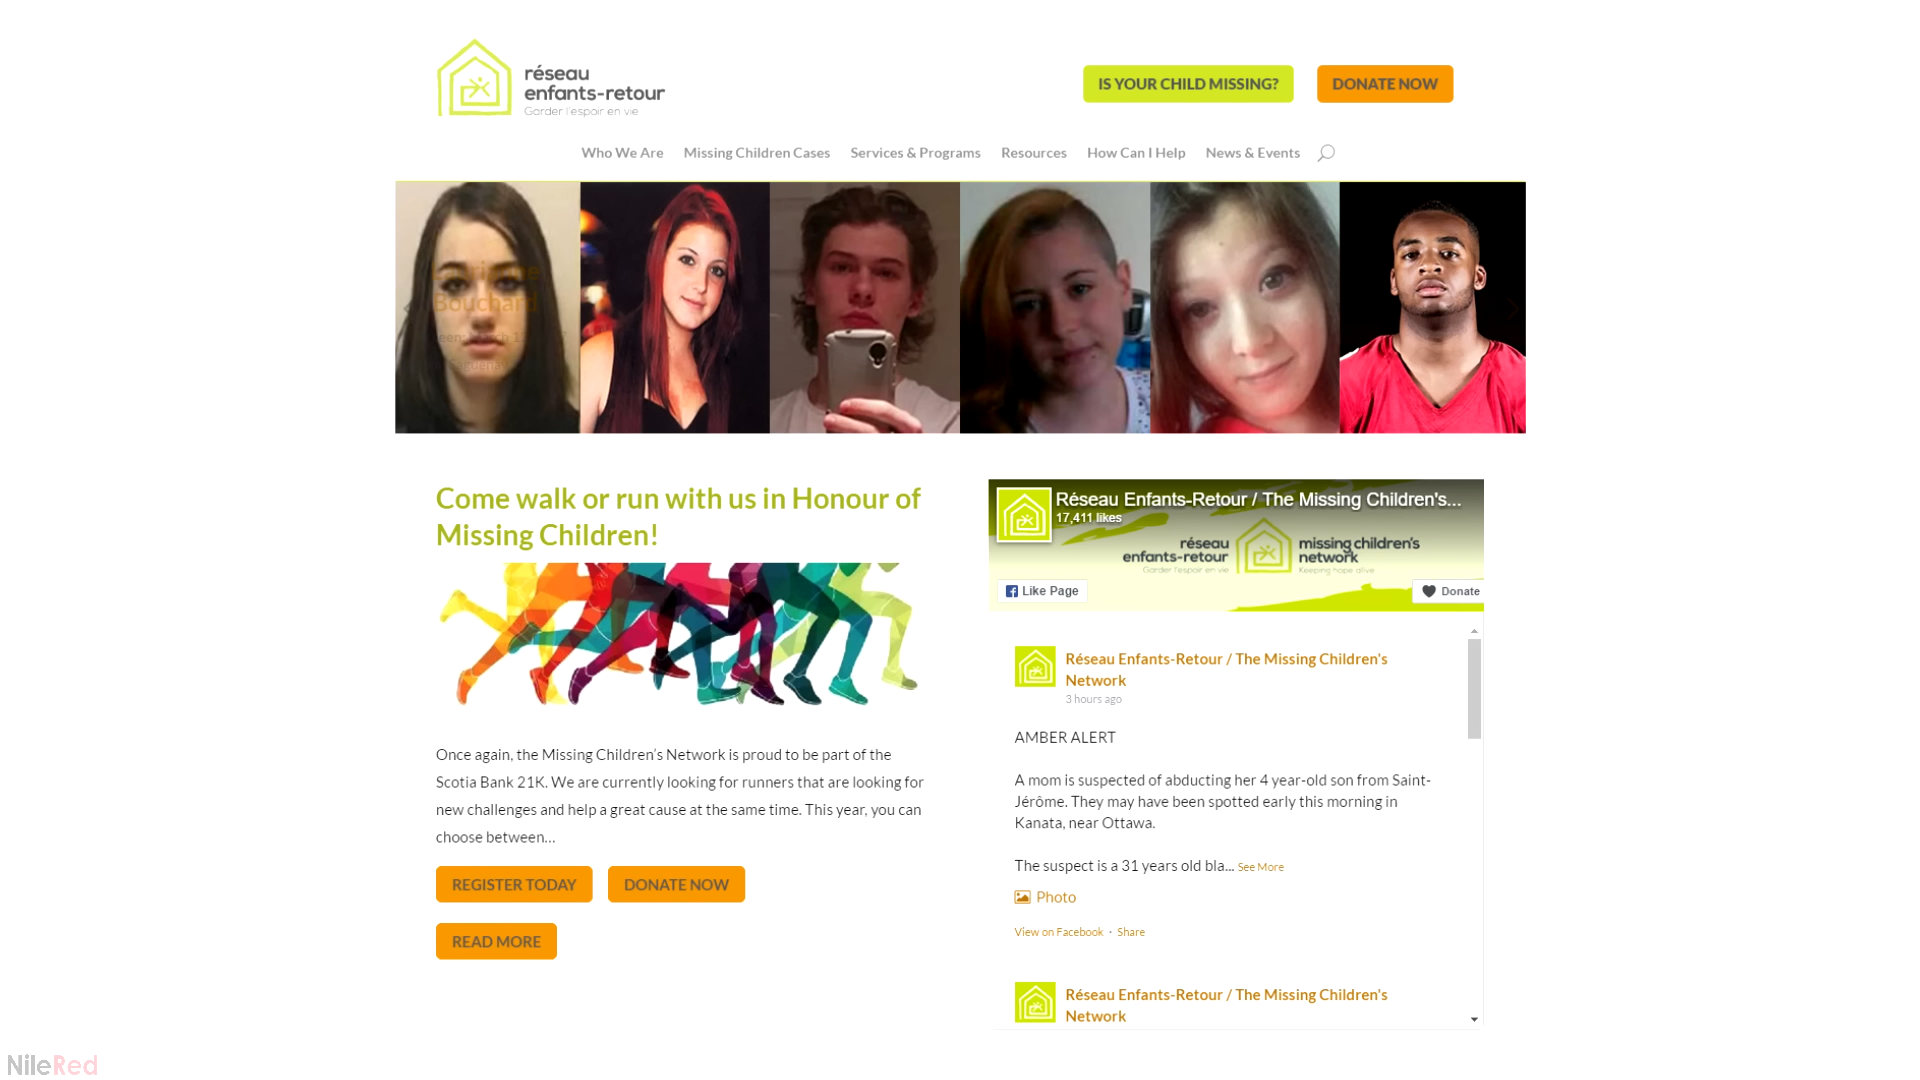 réseau
enfants-retour
Garder l'espoir en vie
IS YOUR CHILD MISSING?
DONATE NOW
Who We Are
Missing Children Cases
Services & Programs
Resources
How Can I Help
News & Events
Bouchard
Come walk or run with us in Honour of
Missing Children!
Once again, the Missing Children's Network is proud to be part of the
Scotia Bank 21K. We are currently looking for runners that are looking for
new challenges and help a great cause at the same time. This year, you can
choose between...
REGISTER TODAY
DONATE NOW
READ MORE
Réseau Enfants-Retour / The Missing Children's...
17,411 likes
réseau
enfants-retour
Garder l'espoir en vie
missing children's
network
Keeping hope alive
Like Page
Donate
Réseau Enfants-Retour / The Missing Children's
Network
3 hours ago
AMBER ALERT
A mom is suspected of abducting her 4 year-old son from Saint-
Jérôme. They may have been spotted early this morning in
Kanata, near Ottawa.
The suspect is a 31 years old bla... See More
Photo
View on Facebook · Share
Réseau Enfants-Retour / The Missing Children's
Network
NileRed